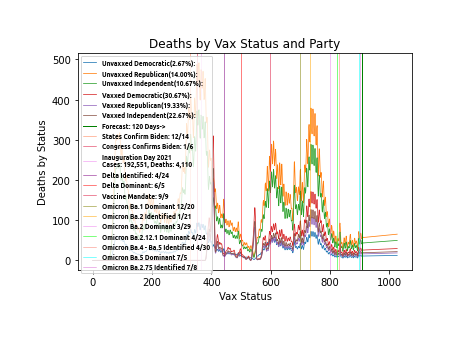 Deaths by Vax Status and Party
Deaths by Status
500
400
300
200
100
0
Unvaxxed Democratic(2.67%):
Unvaxxed Republican(14.00%):
Unvaxxed Independent(10.67%):
Vaxxed Democratic(30.67%):
Vaxxed Republican(19.33%):
Vaxxed Independent(22.67%):
Forecast: 120 Days->
States Confirm Biden: 12/14
Congress Confirms Biden: 1/6
Inauguration Day 2021
Cases: 192,551, Deaths: 4,110
Delta Identified: 4/24
Delta Dominant: 6/5
Vaccine Mandate: 9/9
Omicron Ba.1 Dominant 12/20
Omicron Ba.2 Identified 1/21
Omicron Ba.2 Dominant 3/29
Omicron Ba.2.12.1 Dominant 4/24
Omicron Ba.4 - Ba.5 Identified 4/30
Omicron Ba.5 Dominant 7/5
Omicron Ba.2.75 Identified 7/8
0 200 400 600 800 1000
Vax Status